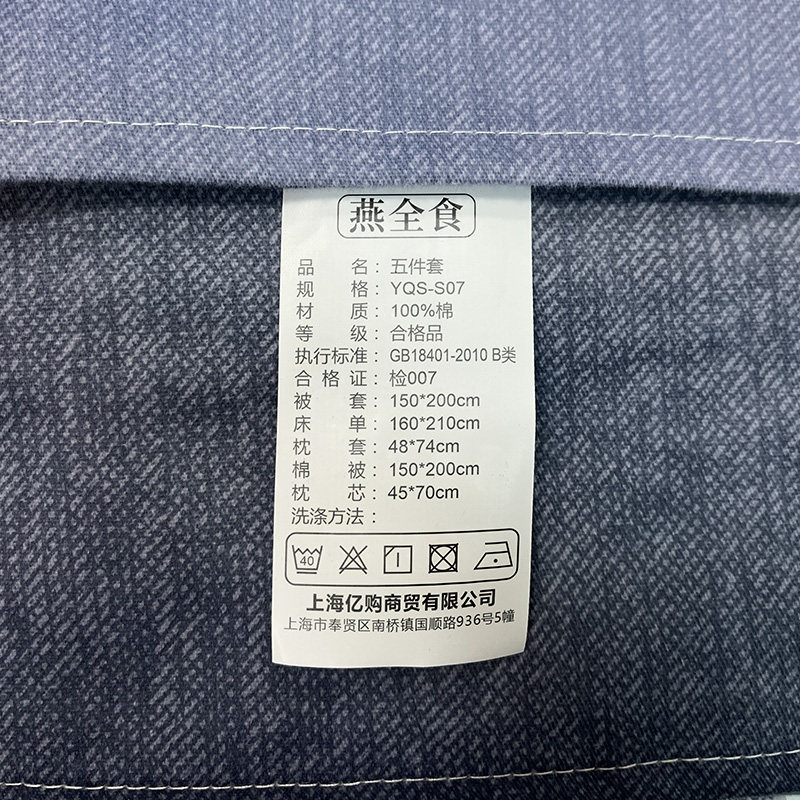 燕全食
品 名：五件套
规 格：YQS-S07
材 质：100%棉
等 级：合格品
执行标准：GB18401-2010 B类
合 格 证：检007
被 套：150*200cm
床 单：160*210cm
枕 套：48*74cm
棉 被：150*200cm
枕 芯：45*70cm
洗涤方法：
40
上海亿购商贸有限公司
上海市奉贤区南桥镇国顺路936号5幢